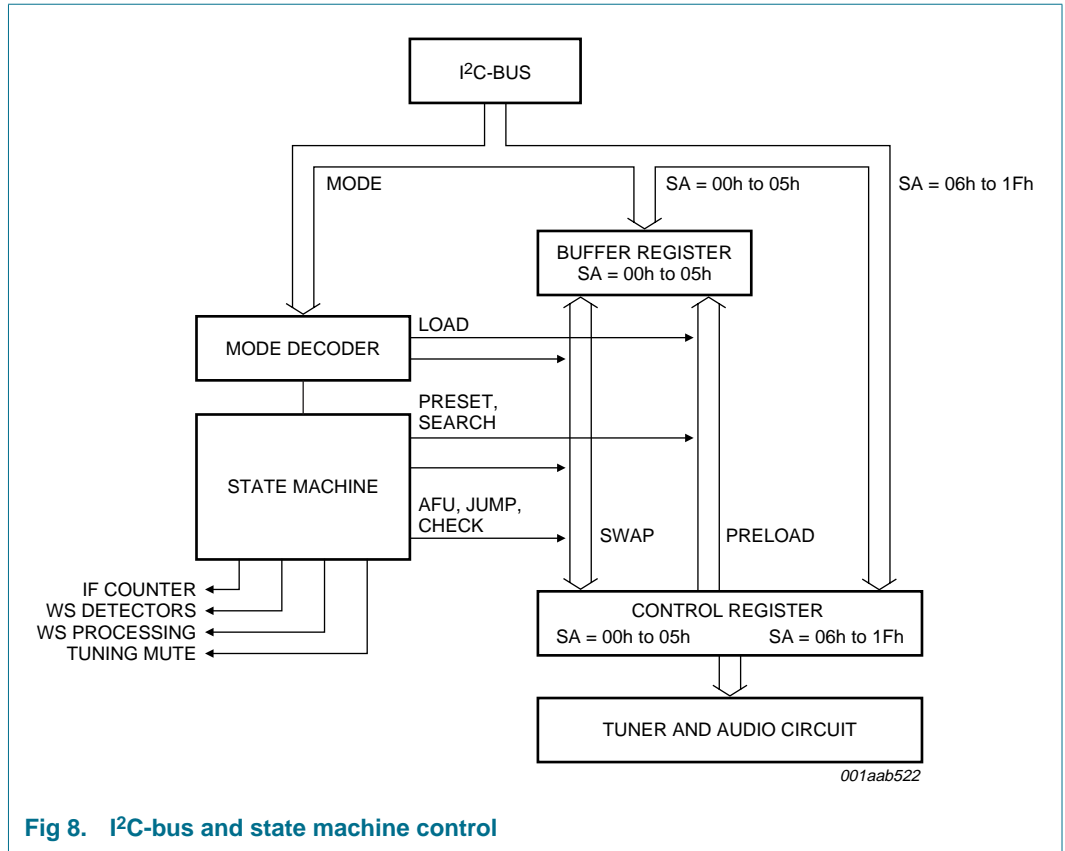 I²C-BUS
MODE
SA = 00h to 05h
SA = 06h to 1Fh
BUFFER REGISTER
SA = 00h to 05h
MODE DECODER
LOAD
PRESET,
SEARCH
STATE MACHINE
AFU, JUMP,
CHECK
SWAP
PRELOAD
IF COUNTER
WS DETECTORS
WS PROCESSING
TUNING MUTE
CONTROL REGISTER
SA = 00h to 05h
SA = 06h to 1Fh
TUNER AND AUDIO CIRCUIT
001aab522
Fig 8. I²C-bus and state machine control